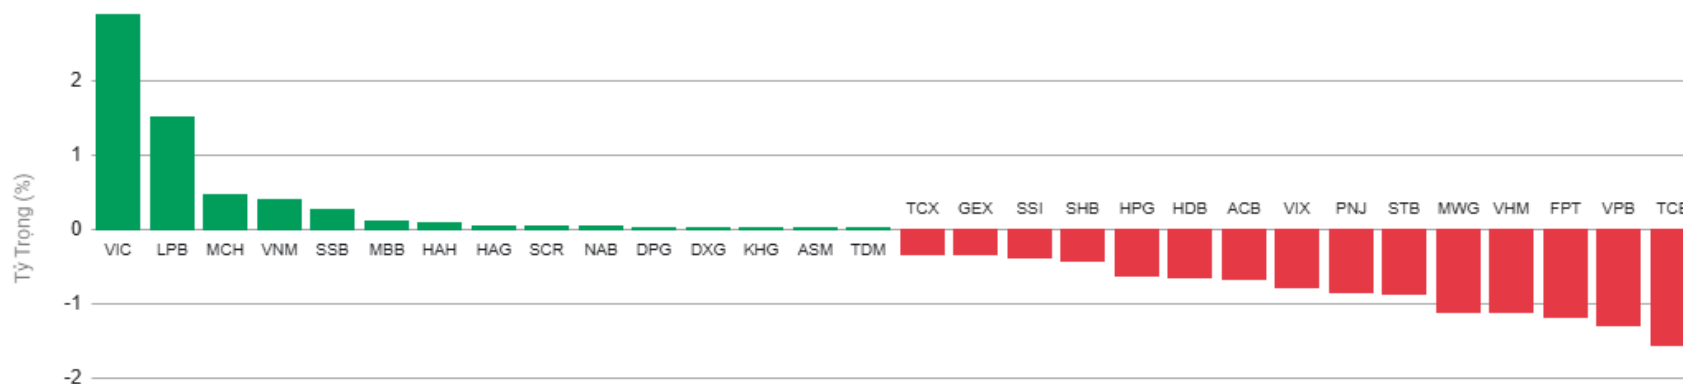 2
1
0
-1
-2
Tỷ Trọng (%)
VIC LPB MCH VNM SSB MBB HAH HAG SCR NAB DPG DXG KHG ASM TDM
TCX GEX SSI SHB HPG HDB ACB VIX PNJ STB MWG VHM FPT VPB TCB